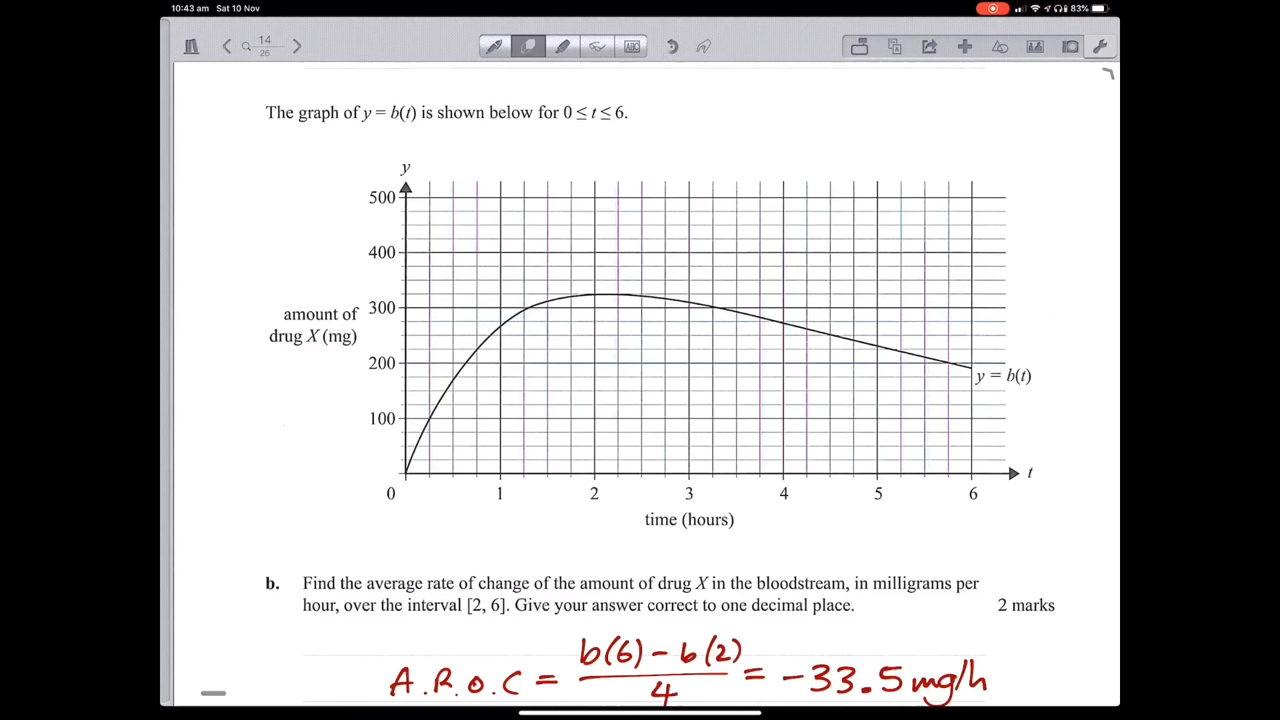 10:43 am Sat 10 Nov
83%
14
26
ABC
The graph of y = b(t) is shown below for 0 ≤ t ≤ 6.
y
500
400
300
200
100
amount of
drug X (mg)
y = b(t)
t
0 1 2 3 4 5 6
time (hours)
b. Find the average rate of change of the amount of drug X in the bloodstream, in milligrams per
hour, over the interval [2, 6]. Give your answer correct to one decimal place. 2 marks
A.R.O.C = b(6) - b(2) / 4 = -33.5 mg/h